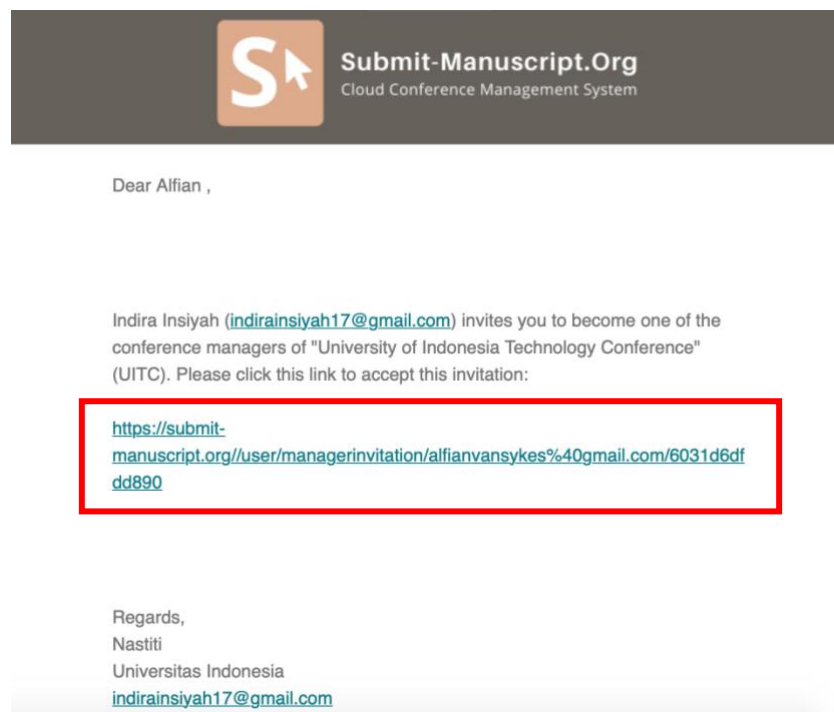 S
Submit-Manuscript.Org
Cloud Conference Management System
Dear Alfian ,
Indira Insiyah (indirainsiyah17@gmail.com) invites you to become one of the
conference managers of "University of Indonesia Technology Conference"
(UITC). Please click this link to accept this invitation:
https://submit-
manuscript.org//user/managerinvitation/alfianvansykes%40gmail.com/6031d6df
dd890
Regards,
Nastiti
Universitas Indonesia
indirainsiyah17@gmail.com